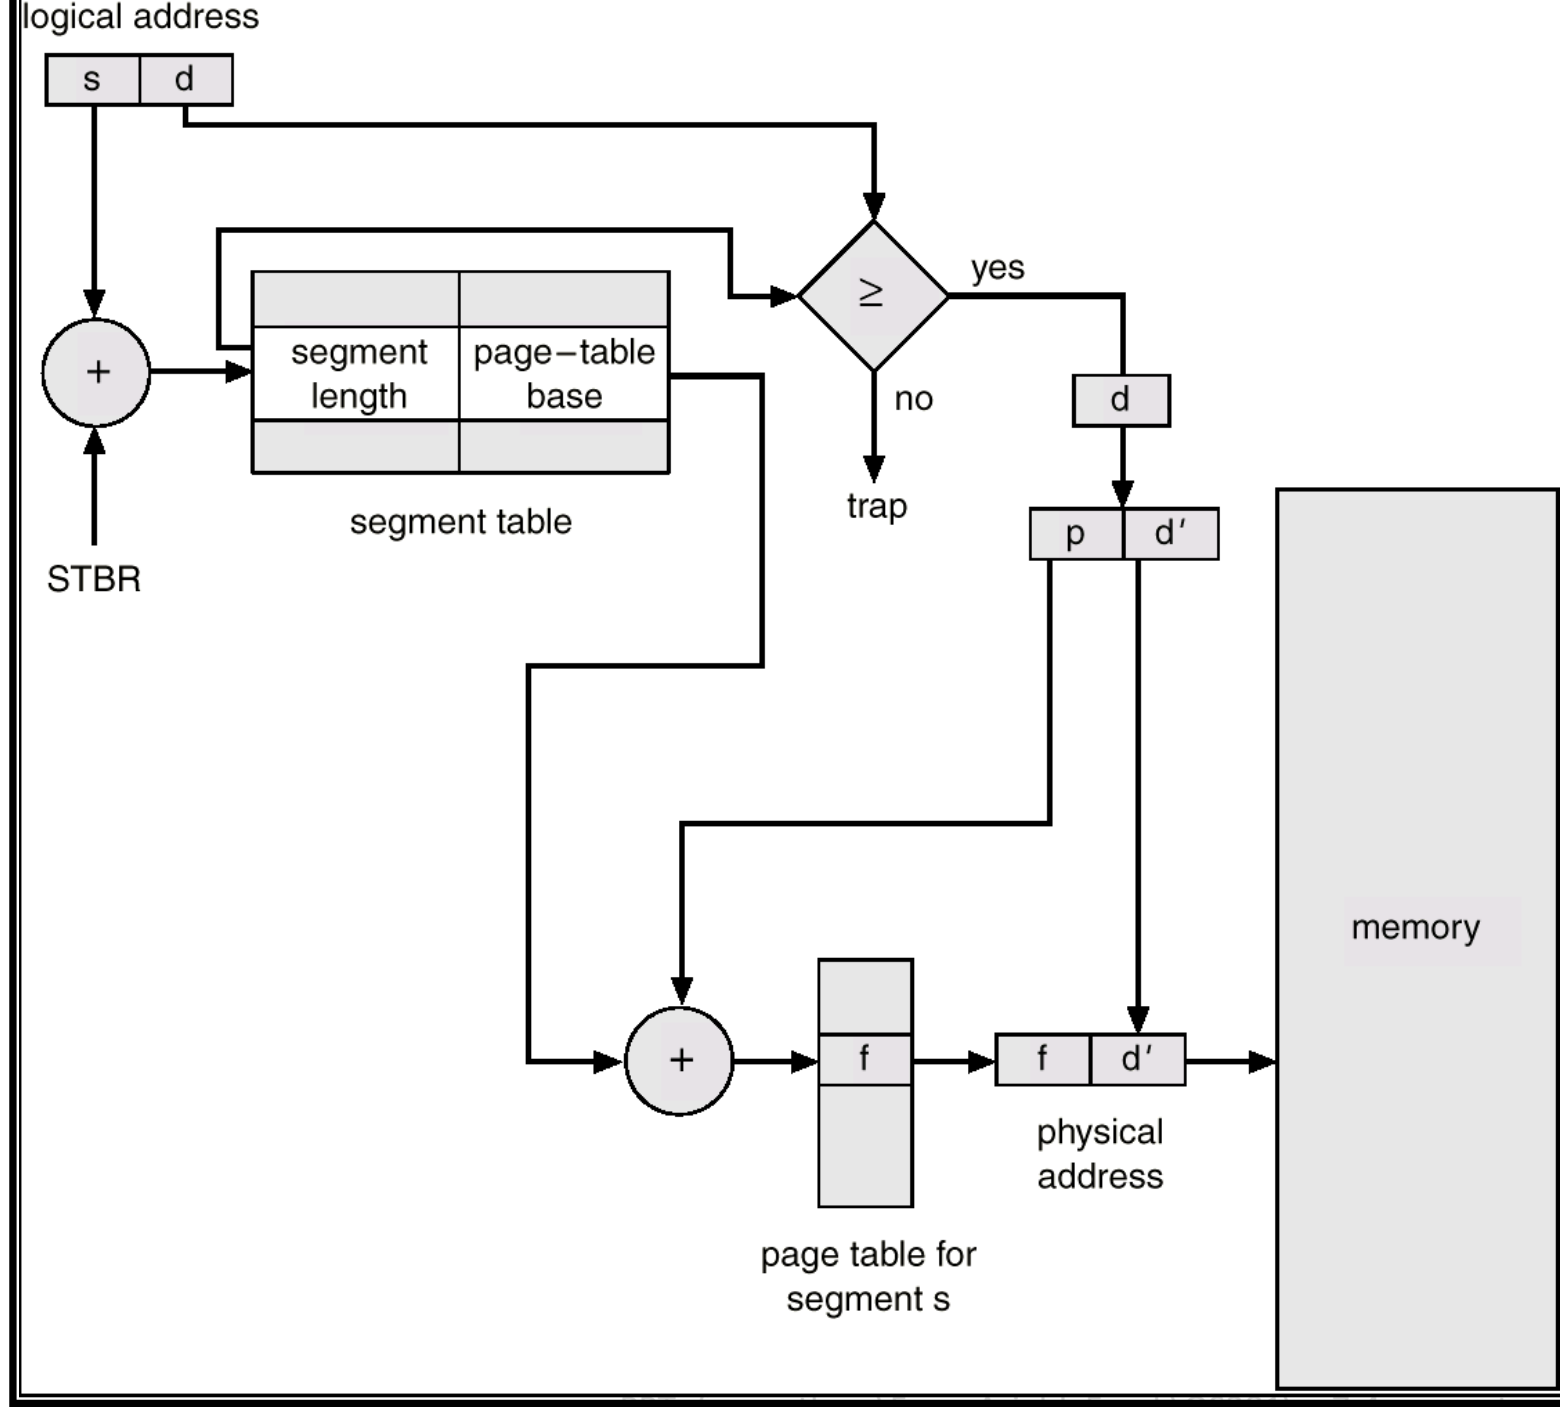 logical address
s d
≥
yes
segment length
page–table base
+
no
d
trap
segment table
p d′
STBR
memory
+
f
f d′
physical address
page table for segment s